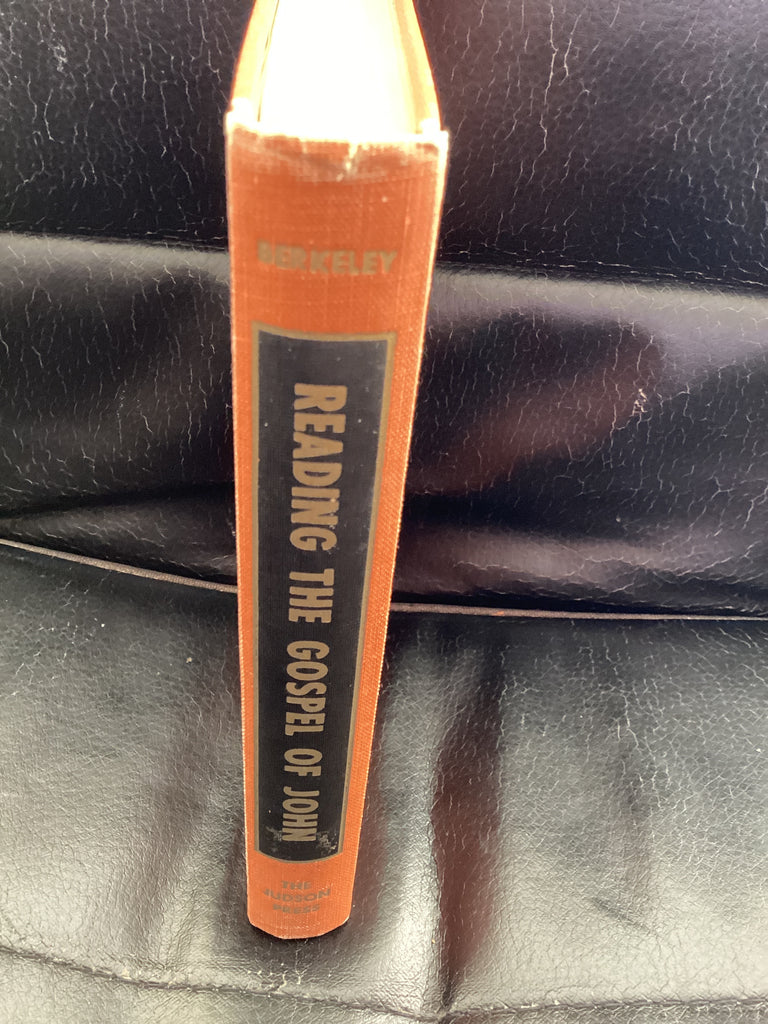 BERKELEY
READING THE GOSPEL OF JOHN
THE
JUDSON
PRESS